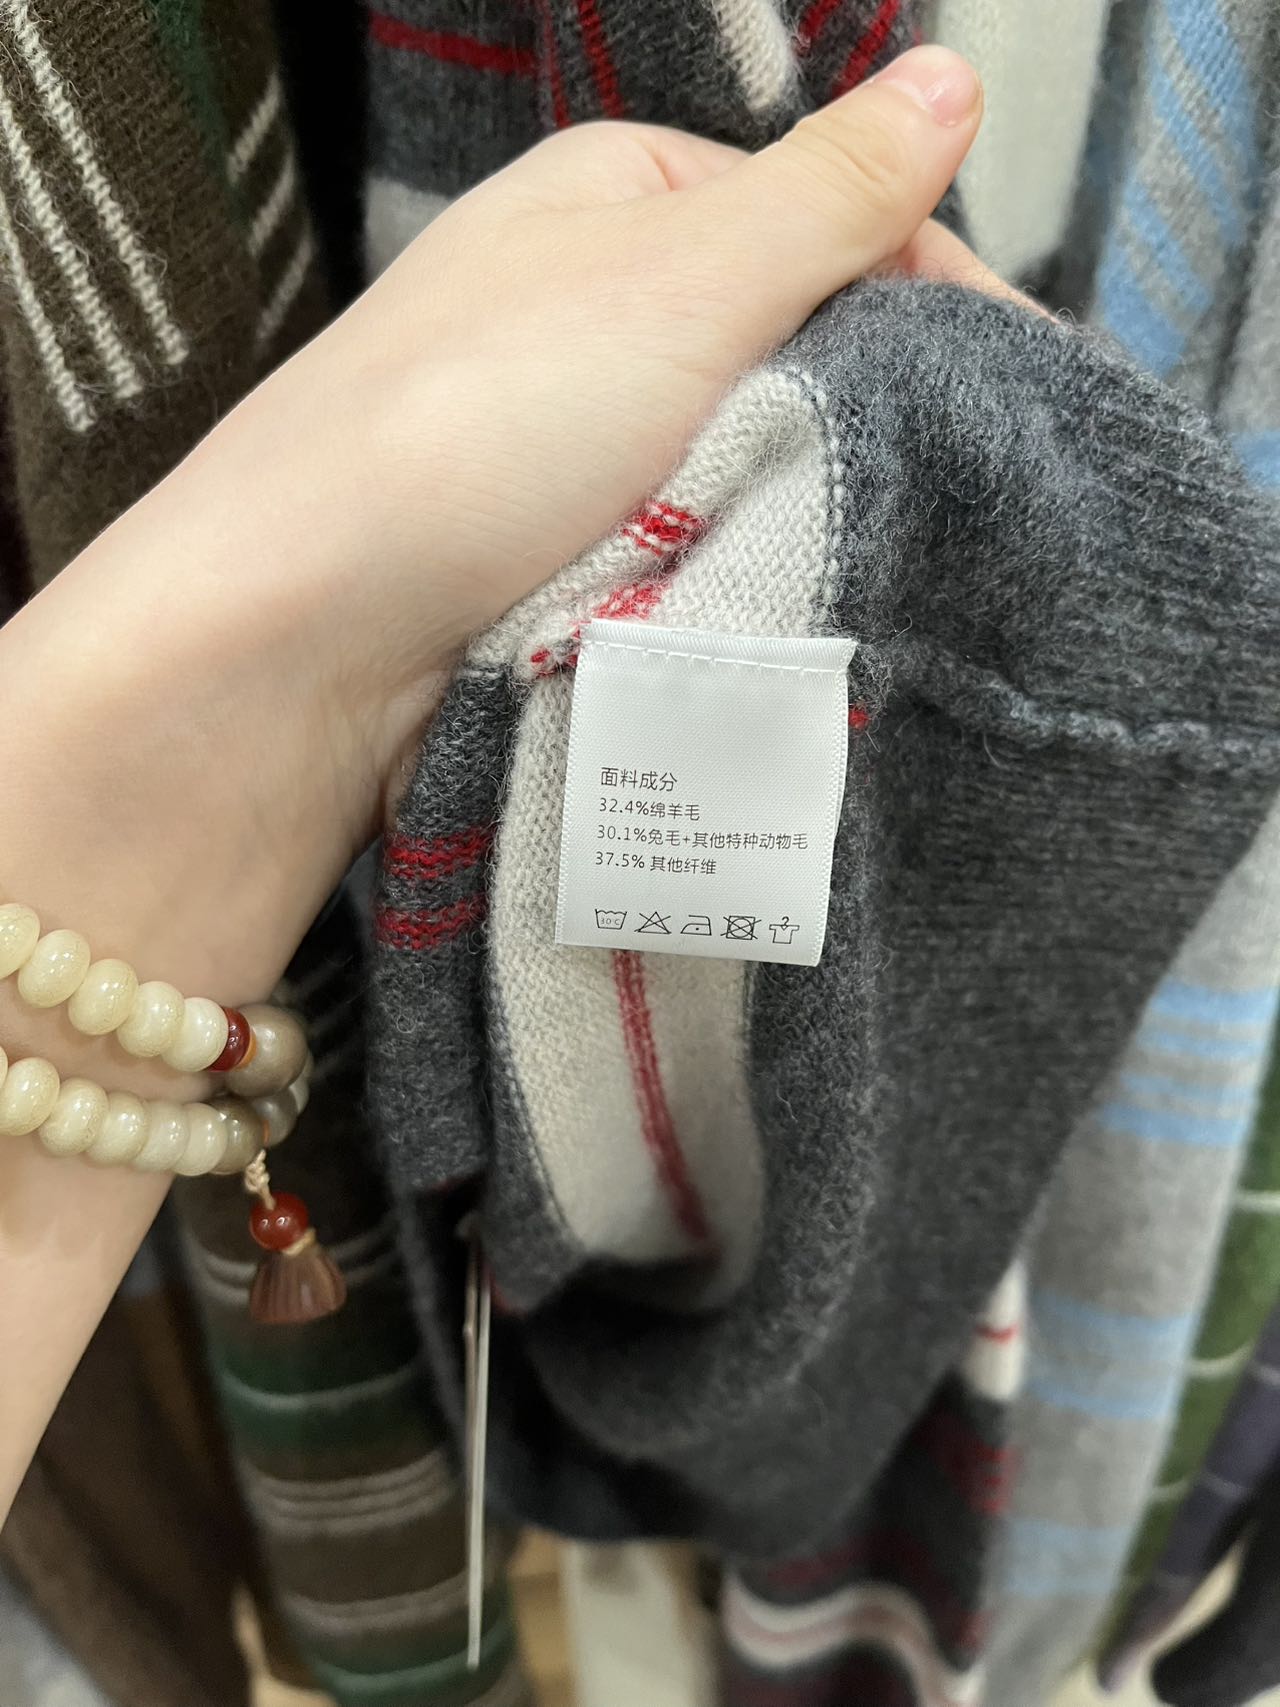 面料成分
32.4%绵羊毛
30.1%兔毛+其他特种动物毛
37.5% 其他纤维
30℃